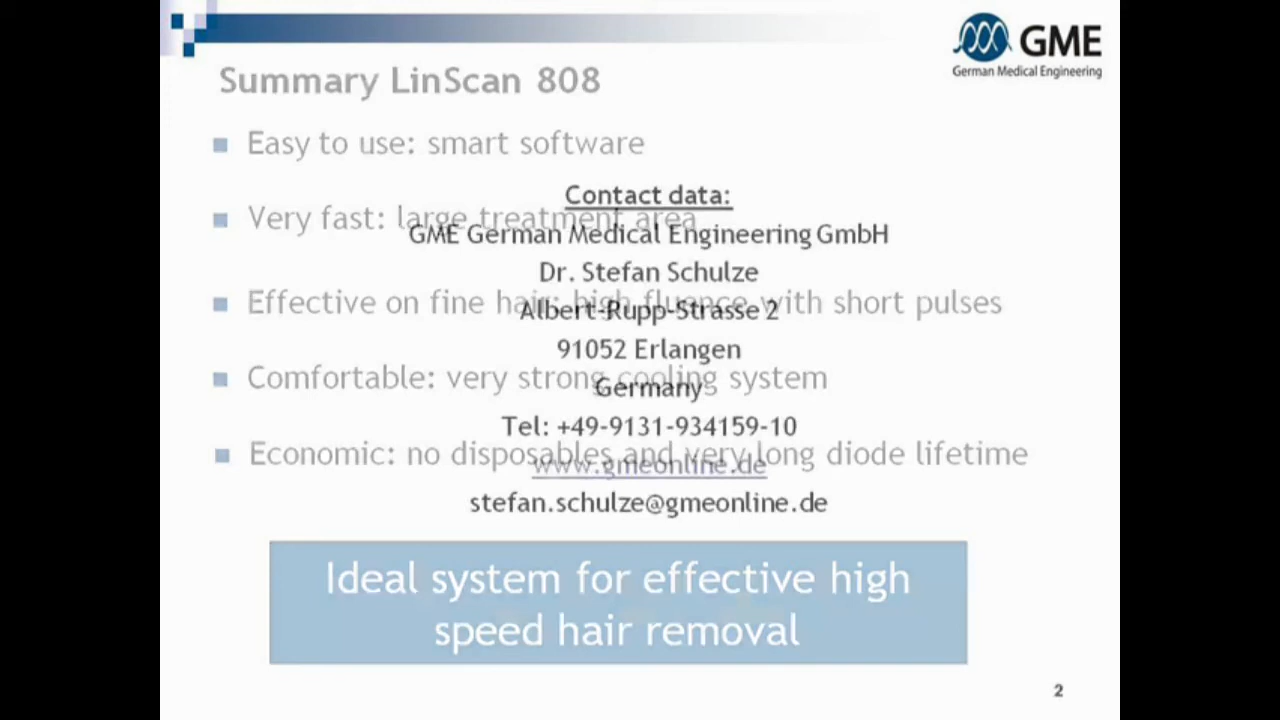 GME
German Medical Engineering
Summary LinScan 808
Easy to use: smart software
Very fast: large treatment area
Effective on fine hair: high fluence with short pulses
Comfortable: very strong cooling system
Economic: no disposables and very long diode lifetime
Contact data:
GME German Medical Engineering GmbH
Dr. Stefan Schulze
Albert-Rupp-Strasse 2
91052 Erlangen
Germany
Tel: +49-9131-934159-10
www.gmeonline.de
stefan.schulze@gmeonline.de
Ideal system for effective high
speed hair removal
2